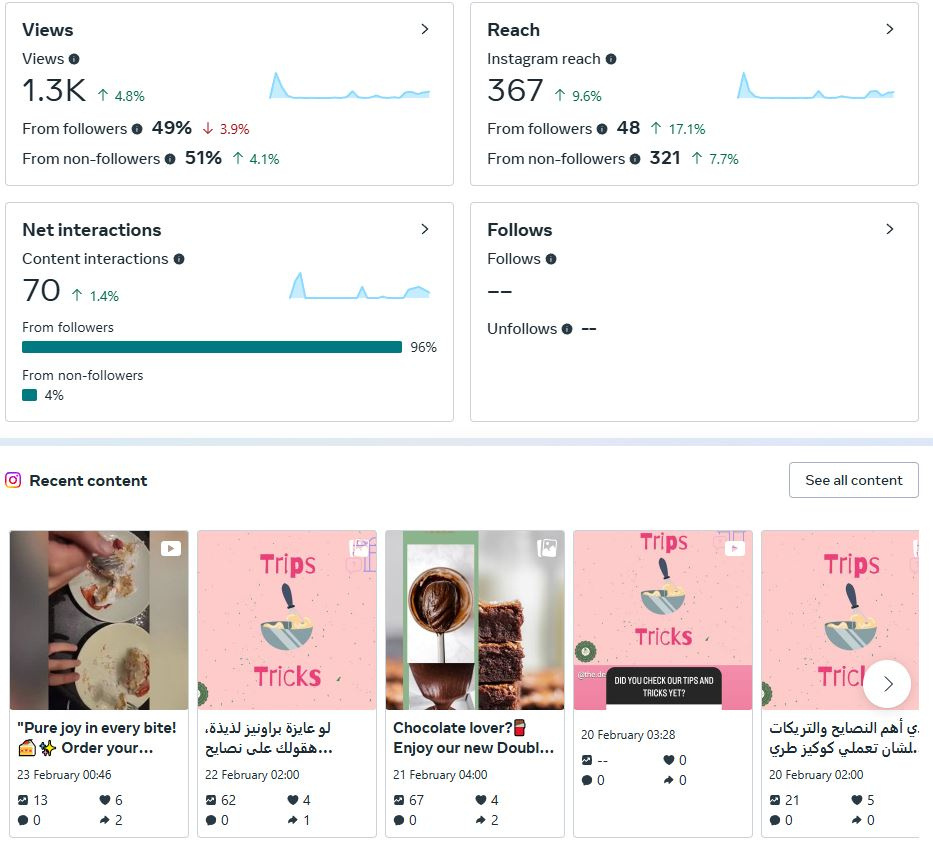 Views
Views
1.3K ↑ 4.8%
From followers 49% ↓ 3.9%
From non-followers 51% ↑ 4.1%
Reach
Instagram reach
367 ↑ 9.6%
From followers 48 ↑ 17.1%
From non-followers 321 ↑ 7.7%
Net interactions
Content interactions
70 ↑ 1.4%
From followers
96%
From non-followers
4%
Follows
Follows
--
Unfollows --
Recent content
See all content
"Pure joy in every bite!
🍰✨ Order your...
23 February 00:46
13 6
0 2
Trips
Tricks
لو عايزة براونيز لذيذة،
هقولك على نصايح...
22 February 02:00
62 4
0 1
Chocolate lover?🍫
Enjoy our new Doubl...
21 February 04:00
67 4
0 2
Trips
Tricks
@the.de
DID YOU CHECK OUR TIPS AND
TRICKS YET?
20 February 03:28
-- 0
0 0
Trips
Tric
أهم النصايح والتريكات
لشان تعملي كوكيز طري...
20 February 02:00
21 5
0 0